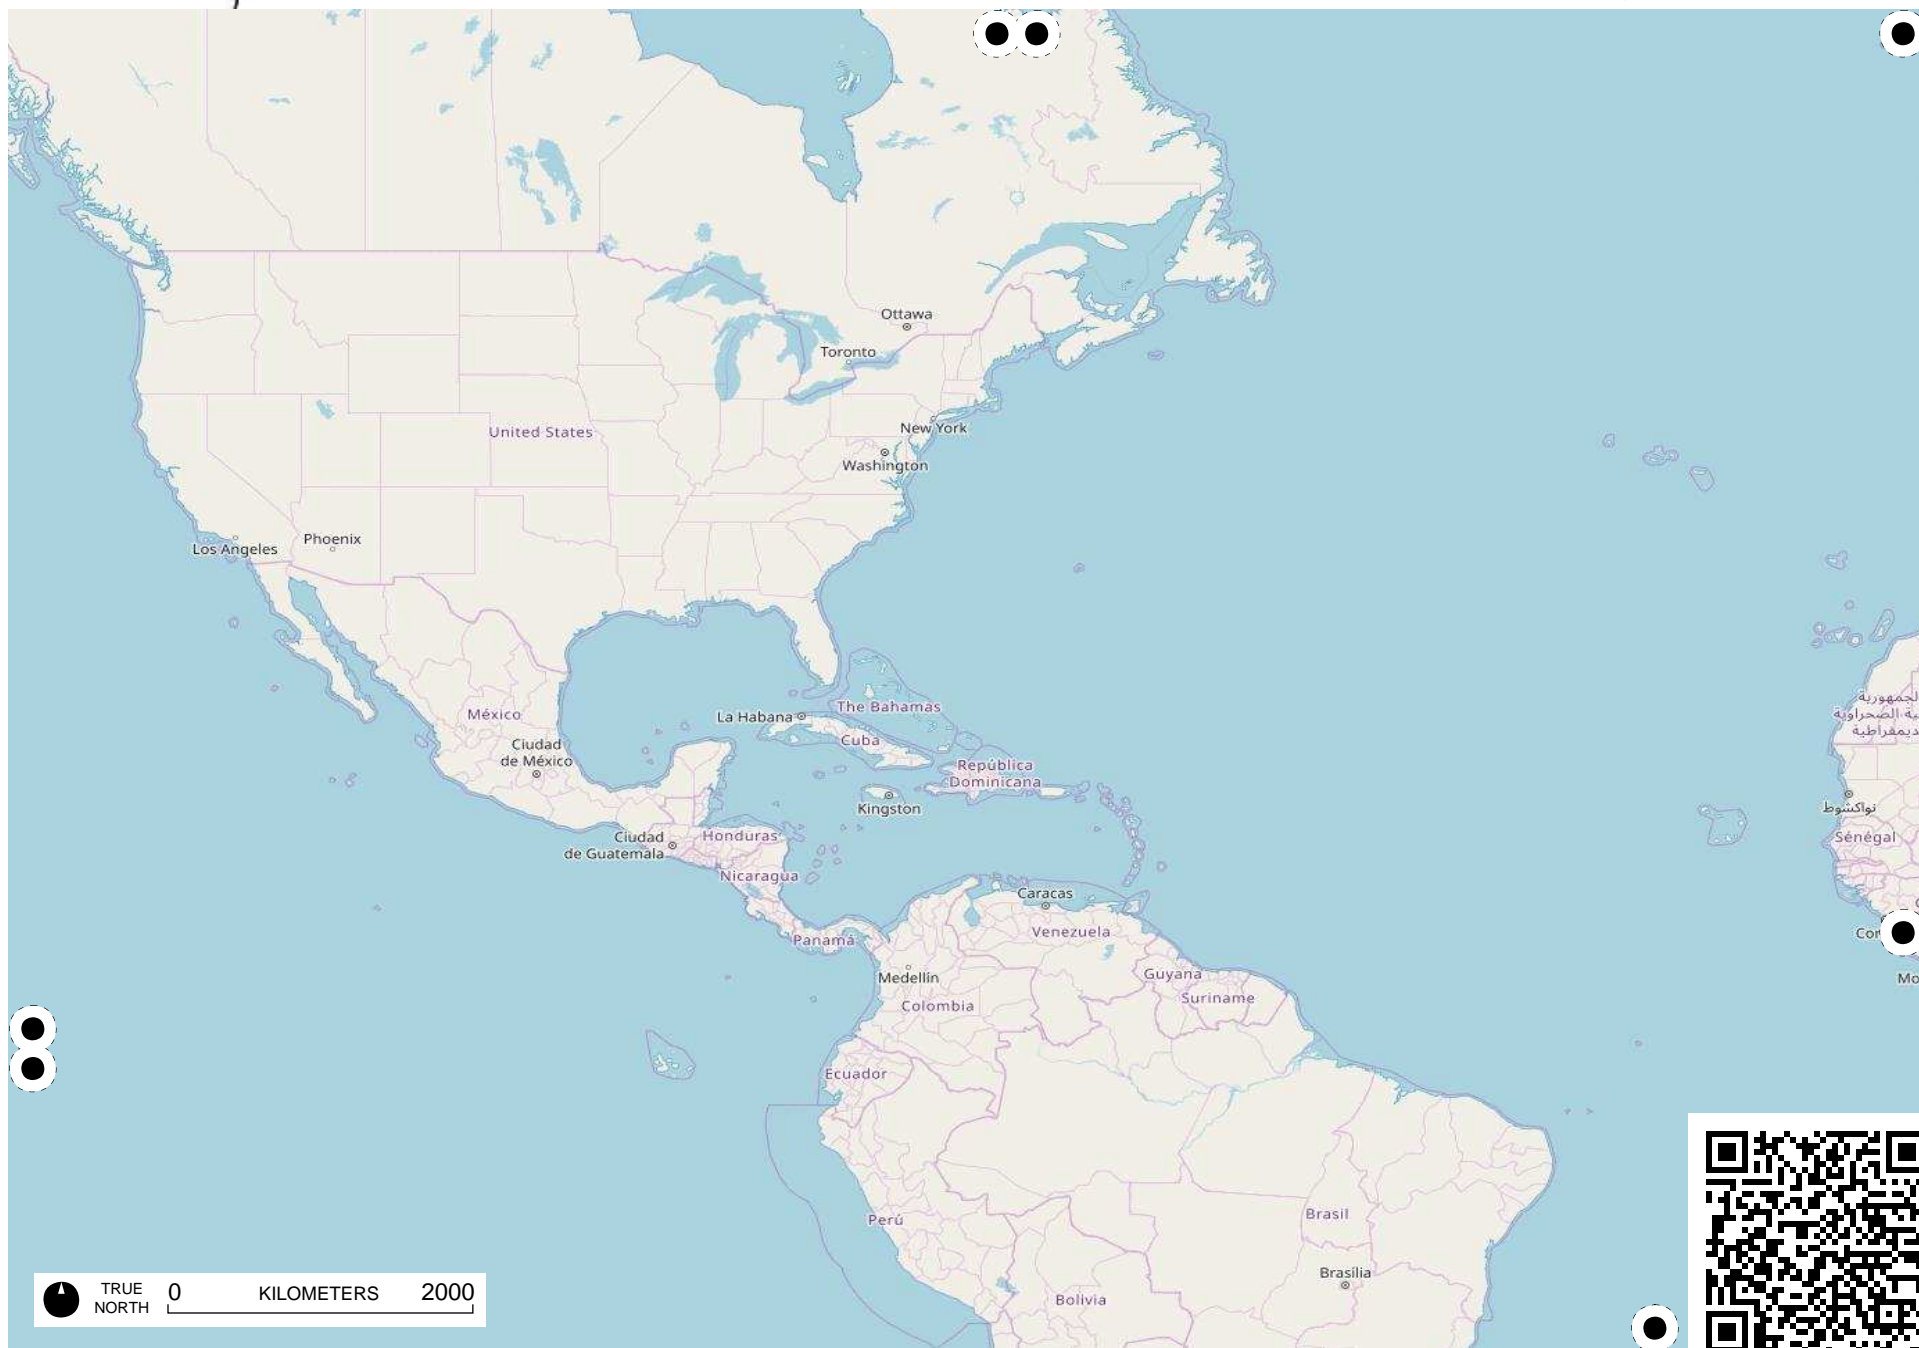 Ottawa
Toronto
New York
United States
Washington
Los Angeles
Phoenix
México
La Habana
The Bahamas
Cuba
Ciudad
de México
República
Dominicana
Kingston
نواكشوط
Sénégal
Ciudad
de Guatemala
Honduras
Nicaragua
Caracas
Venezuela
Panamá
Medellín
Guyana
Colombia
Suriname
Ecuador
Perú
Brasil
Brasília
Bolivia
TRUE
NORTH
0 KILOMETERS 2000